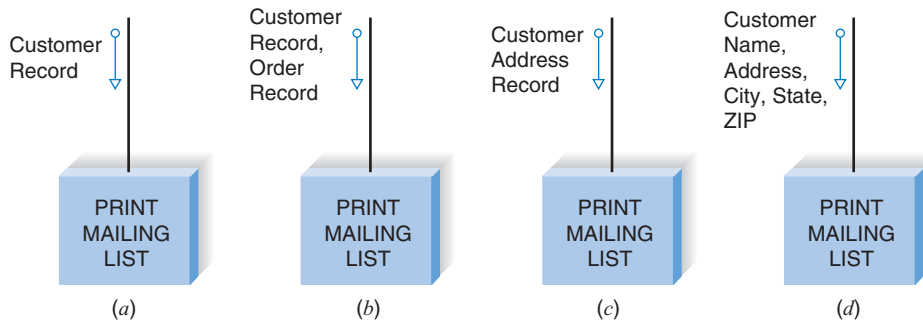 Customer
Record
PRINT
MAILING
LIST
(a)
Customer
Record,
Order
Record
PRINT
MAILING
LIST
(b)
Customer
Address
Record
PRINT
MAILING
LIST
(c)
Customer
Name,
Address,
City, State,
ZIP
PRINT
MAILING
LIST
(d)